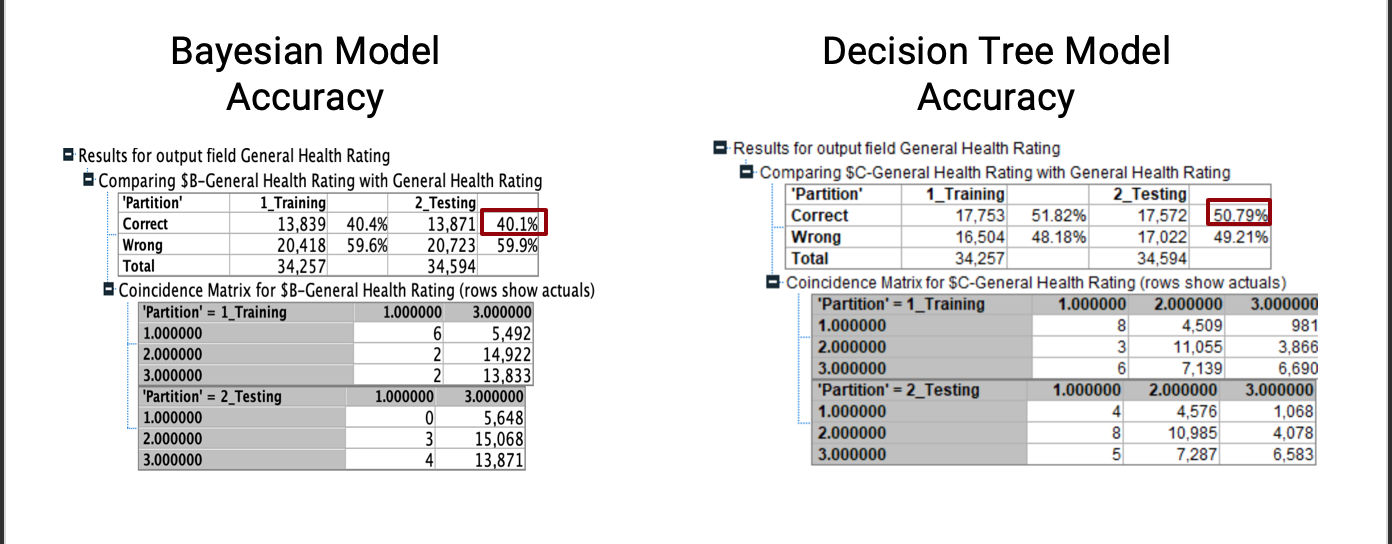 Bayesian Model
Accuracy
Results for output field General Health Rating
Comparing $B-General Health Rating with General Health Rating
'Partition' 1_Training 2_Testing
Correct 13,839 40.4% 13,871 40.1%
Wrong 20,418 59.6% 20,723 59.9%
Total 34,257 34,594
Coincidence Matrix for $B-General Health Rating (rows show actuals)
'Partition' = 1_Training 1.000000 3.000000
1.000000 6 5,492
2.000000 2 14,922
3.000000 2 13,833
'Partition' = 2_Testing 1.000000 3.000000
1.000000 0 5,648
2.000000 3 15,068
3.000000 4 13,871
Decision Tree Model
Accuracy
Results for output field General Health Rating
Comparing $C-General Health Rating with General Health Rating
'Partition' 1_Training 2_Testing
Correct 17,753 51.82% 17,572 50.79%
Wrong 16,504 48.18% 17,022 49.21%
Total 34,257 34,594
Coincidence Matrix for $C-General Health Rating (rows show actuals)
'Partition' = 1_Training 1.000000 2.000000 3.000000
1.000000 8 4,509 981
2.000000 3 11,055 3,866
3.000000 6 7,139 6,690
'Partition' = 2_Testing 1.000000 2.000000 3.000000
1.000000 4 4,576 1,068
2.000000 8 10,985 4,078
3.000000 5 7,287 6,583